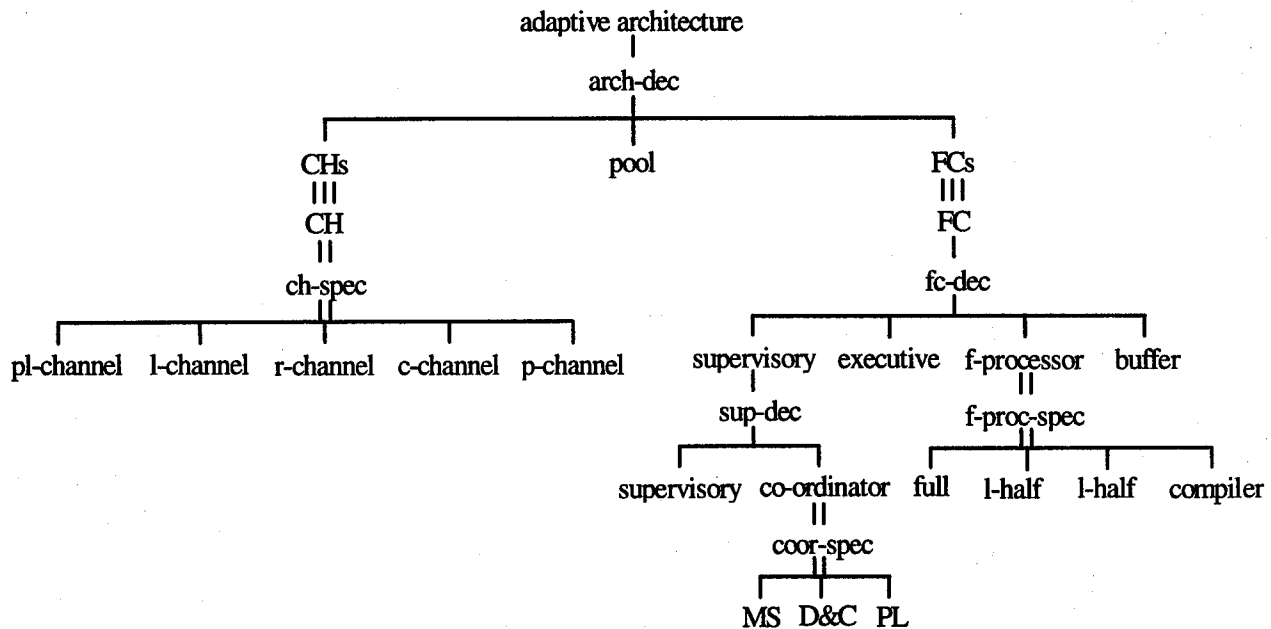 adaptive architecture
arch-dec
CHs pool FCs
CH FC
ch-spec fc-dec
pl-channel l-channel r-channel c-channel p-channel supervisory executive f-processor buffer
sup-dec f-proc-spec
supervisory co-ordinator full l-half l-half compiler
coor-spec
MS D&C PL